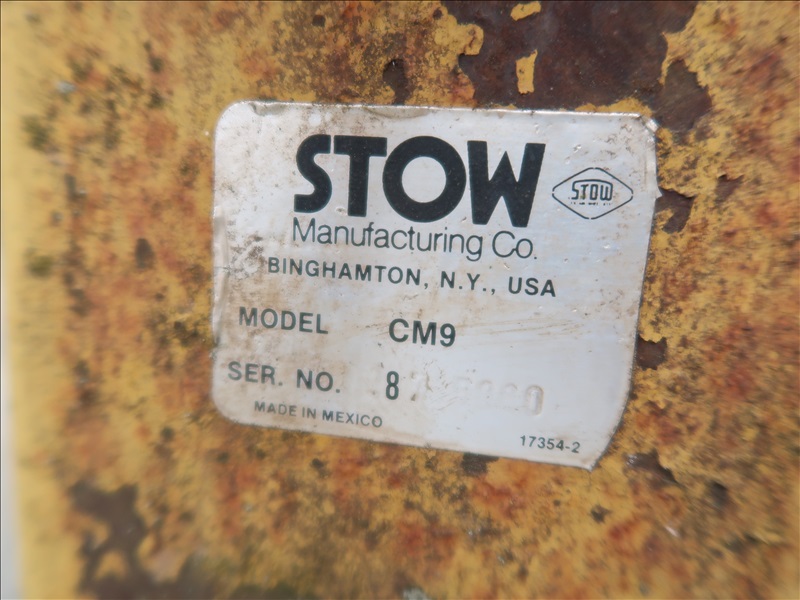 STOW
STOW
Manufacturing Co.
BINGHAMTON, N.Y., USA
MODEL CM9
SER. NO.
MADE IN MEXICO
17354-2